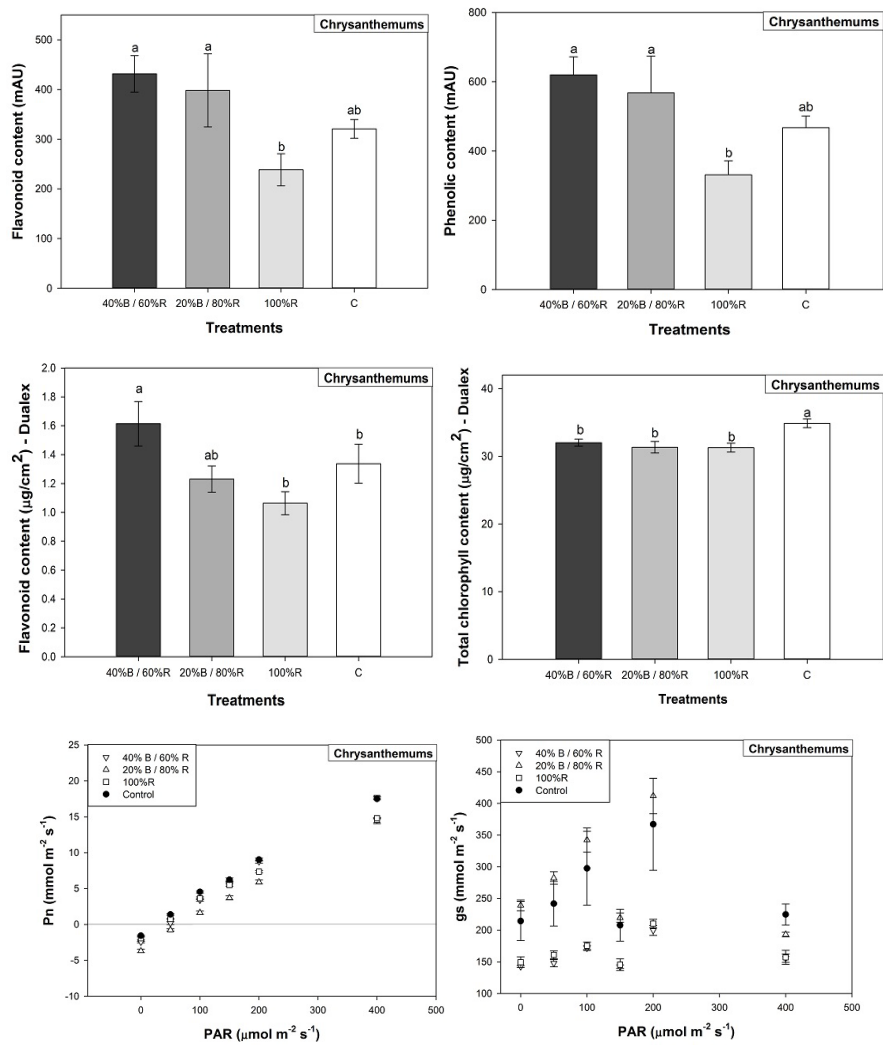 Chrysanthemums
Flavonoid content (mAU)
500
400
300
200
100
0
a
a
b
ab
40%B / 60%R
20%B / 80%R
100%R
C
Treatments
Chrysanthemums
Phenolic content (mAU)
800
600
400
200
0
a
a
b
ab
40%B / 60%R
20%B / 80%R
100%R
C
Treatments
Chrysanthemums
Flavonoid content (µg/cm²) - Dualex
2.0
1.8
1.6
1.4
1.2
1.0
0.8
0.6
0.4
0.2
0.0
a
ab
b
b
40%B / 60%R
20%B / 80%R
100%R
C
Treatments
Chrysanthemums
Total chlorophyll content (µg/cm²) - Dualex
40
30
20
10
0
b
b
b
a
40%B / 60%R
20%B / 80%R
100%R
C
Treatments
Chrysanthemums
40% B / 60% R
20% B / 80% R
100%R
Control
Pn (mmol m⁻² s⁻¹)
25
20
15
10
5
0
-5
-10
0
100
200
300
400
500
PAR (µmol m⁻² s⁻¹)
Chrysanthemums
40% B / 60% R
20% B / 80% R
100%R
Control
gs (mmol m⁻² s⁻¹)
500
450
400
350
300
250
200
150
100
0
100
200
300
400
500
PAR (µmol m⁻² s⁻¹)